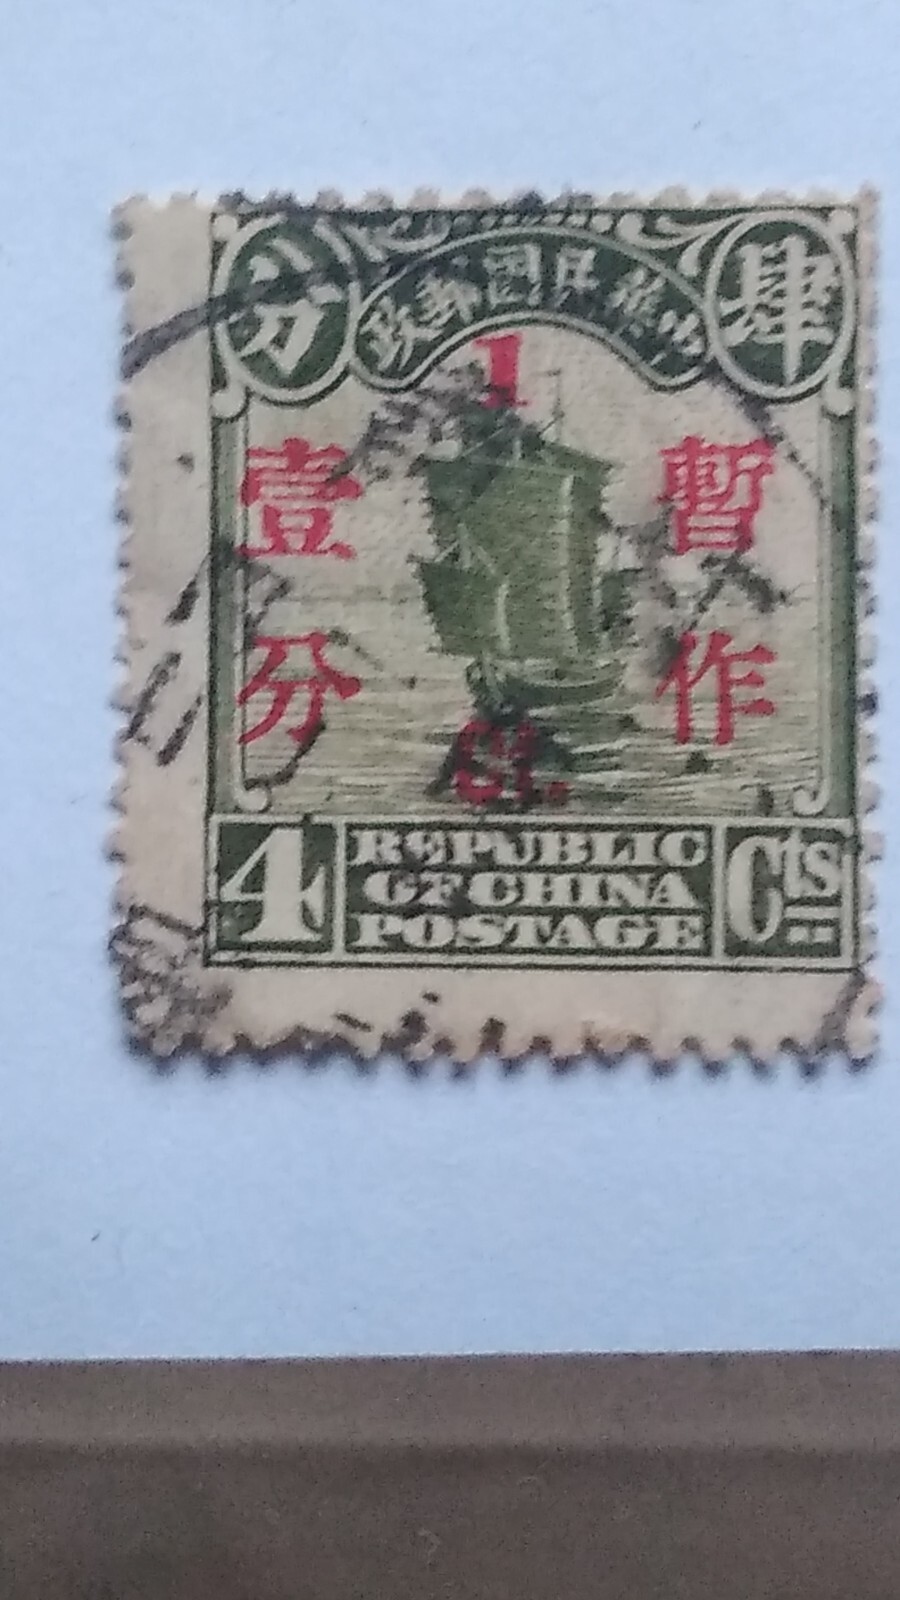 分
政郵國民華中
肆
1
壹
暫
分
作
Ct.
4
REPUBLIC
OF CHINA
POSTAGE
Cts